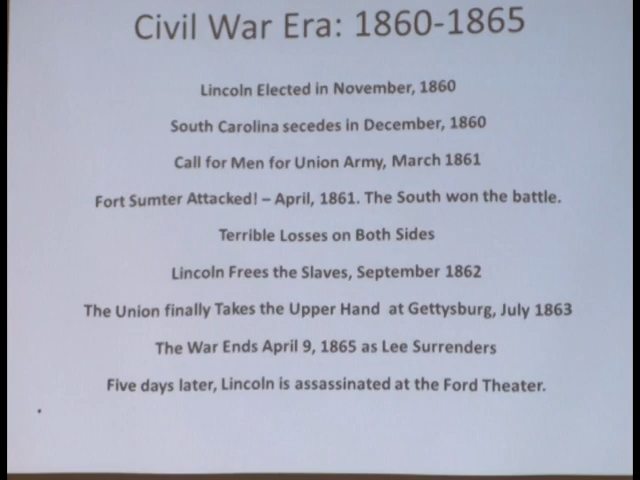 Civil War Era: 1860-1865
Lincoln Elected in November, 1860
South Carolina secedes in December, 1860
Call for Men for Union Army, March 1861
Fort Sumter Attacked! – April, 1861. The South won the battle.
Terrible Losses on Both Sides
Lincoln Frees the Slaves, September 1862
The Union finally Takes the Upper Hand at Gettysburg, July 1863
The War Ends April 9, 1865 as Lee Surrenders
Five days later, Lincoln is assassinated at the Ford Theater.